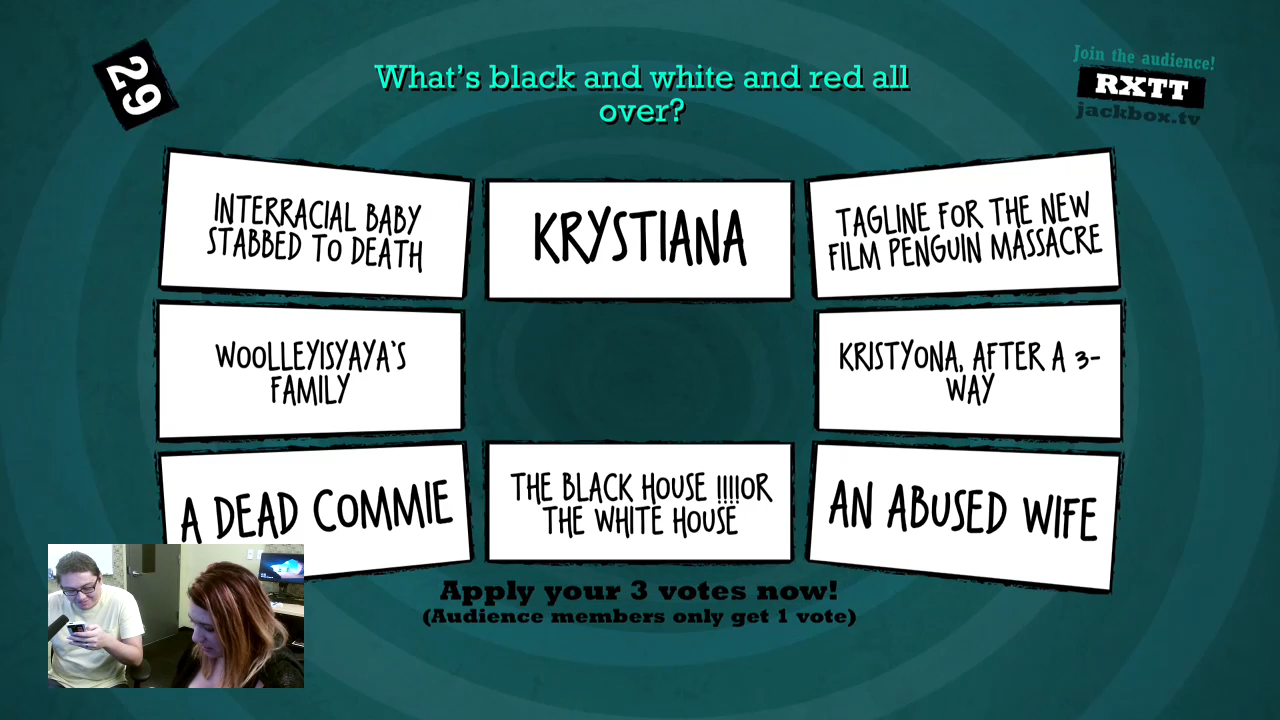 29
What's black and white and red all
over?
Join the audience!
RXTT
jackbox.tv
INTERRACIAL BABY
STABBED TO DEATH
KRYSTIANA
TAGLINE FOR THE NEW
FILM PENGUIN MASSACRE
WOOLLEYISYAYA'S
FAMILY
KRISTYONA, AFTER A 3-
WAY
A DEAD COMMIE
THE BLACK HOUSE !!!!OR
THE WHITE HOUSE
AN ABUSED WIFE
Apply your 3 votes now!
(Audience members only get 1 vote)